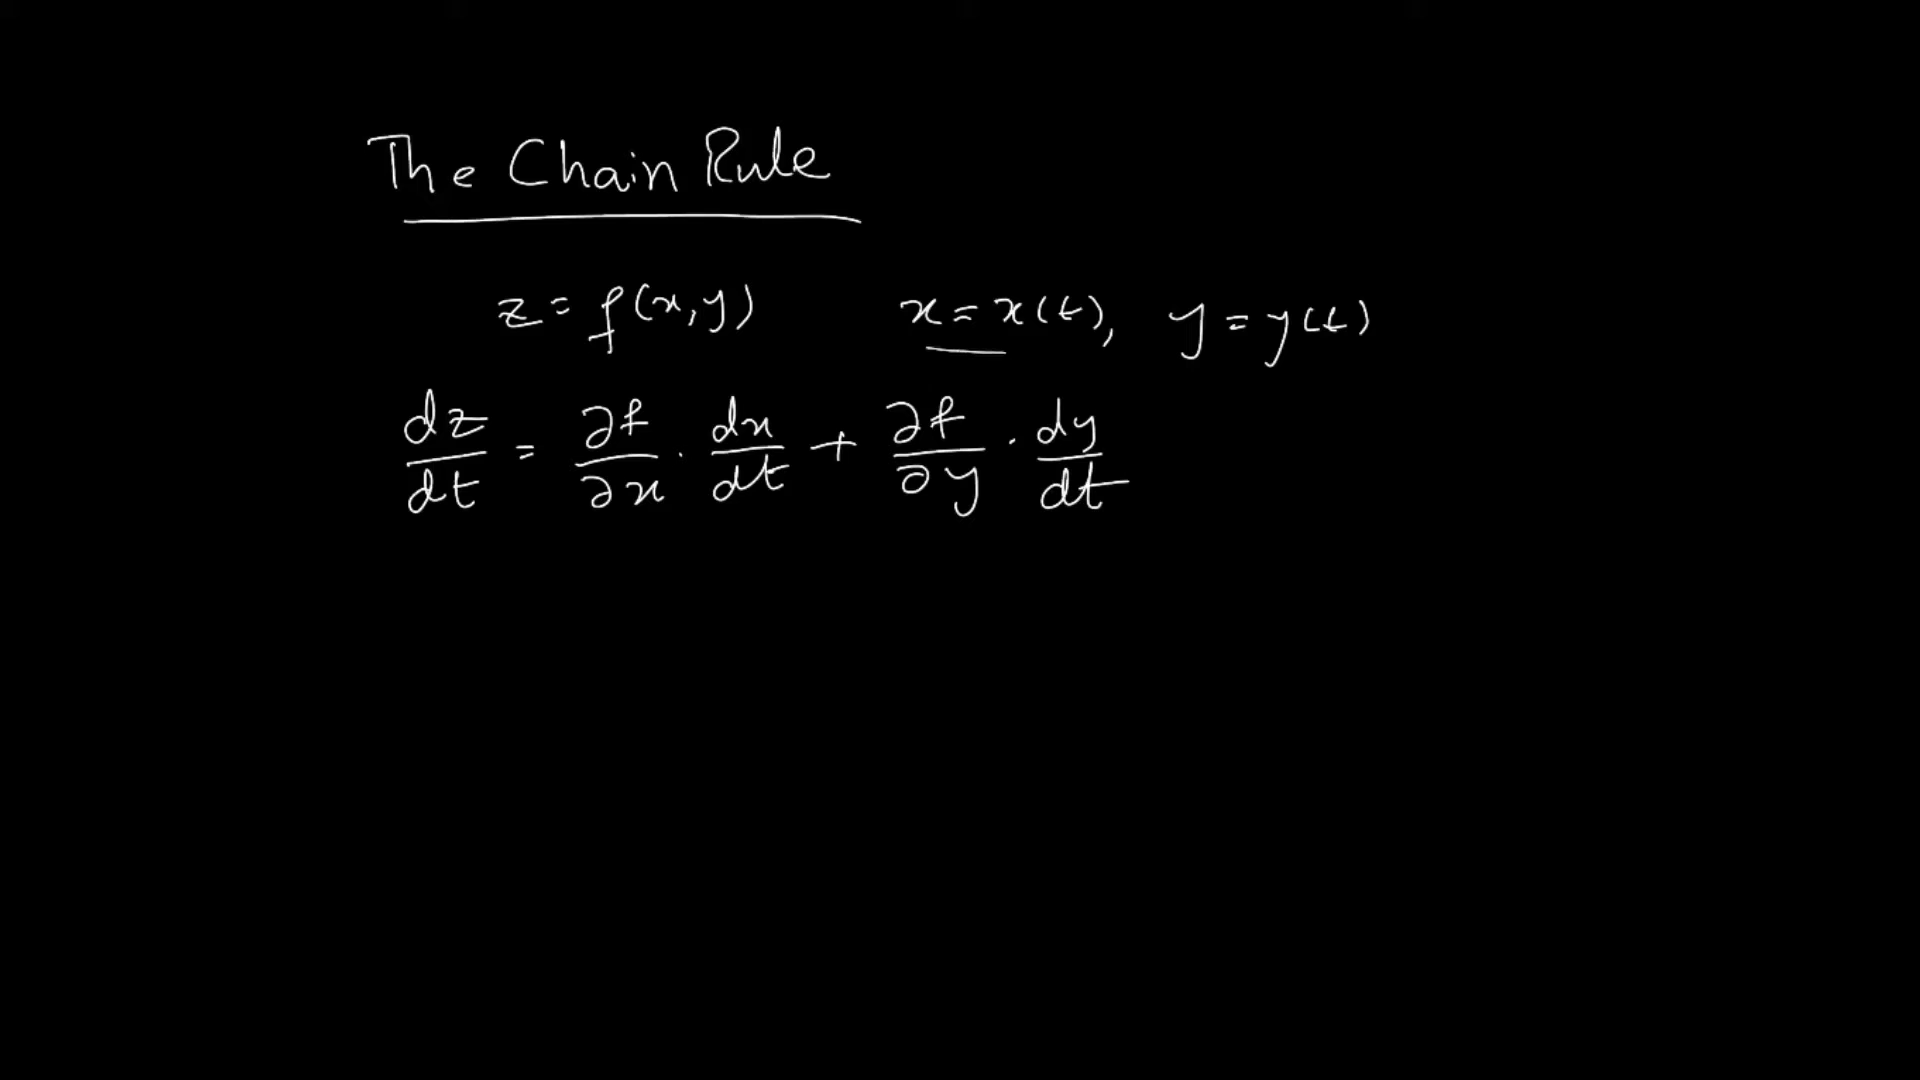 The Chain Rule
z = f(x,y) x = x(t), y = y(t)
dz/dt = ∂f/∂x · dx/dt + ∂f/∂y · dy/dt